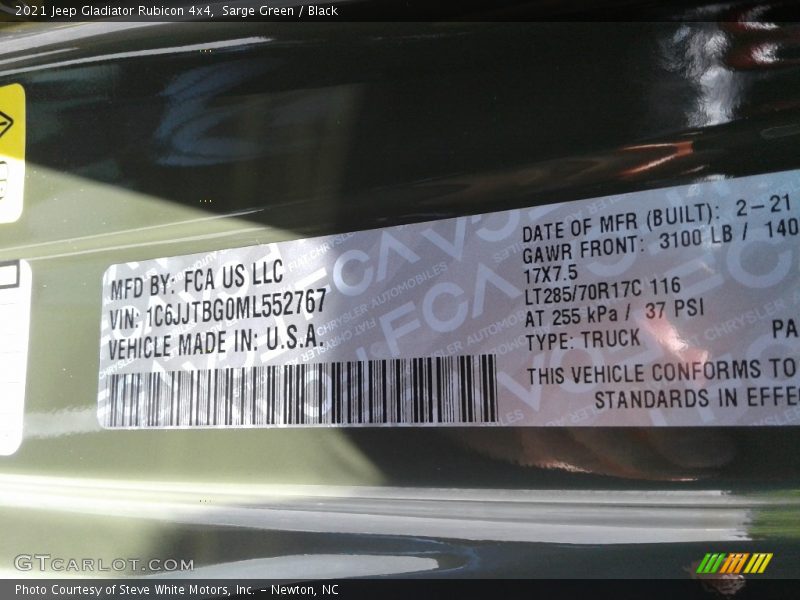 2021 Jeep Gladiator Rubicon 4x4, Sarge Green / Black
MFD BY: FCA US LLC
VIN: 1C6JJTBG0ML552767
VEHICLE MADE IN: U.S.A.
DATE OF MFR (BUILT): 2-21
GAWR FRONT: 3100 LB / 140
17X7.5
LT285/70R17C 116
AT 255 kPa / 37 PSI
TYPE: TRUCK
PA
THIS VEHICLE CONFORMS TO
STANDARDS IN EFFE
GTCARLOT.COM
Photo Courtesy of Steve White Motors, Inc. - Newton, NC